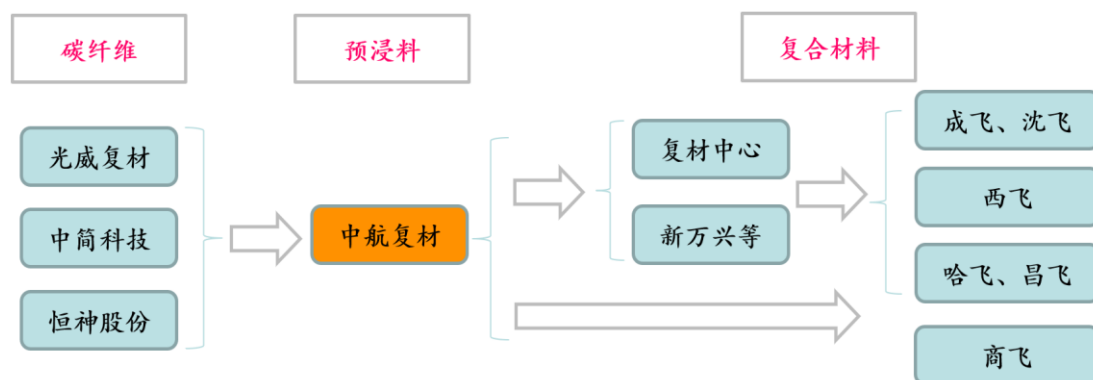 碳纤维
预浸料
复合材料
光威复材
中简科技
恒神股份
中航复材
复材中心
新万兴等
成飞、沈飞
西飞
哈飞、昌飞
商飞